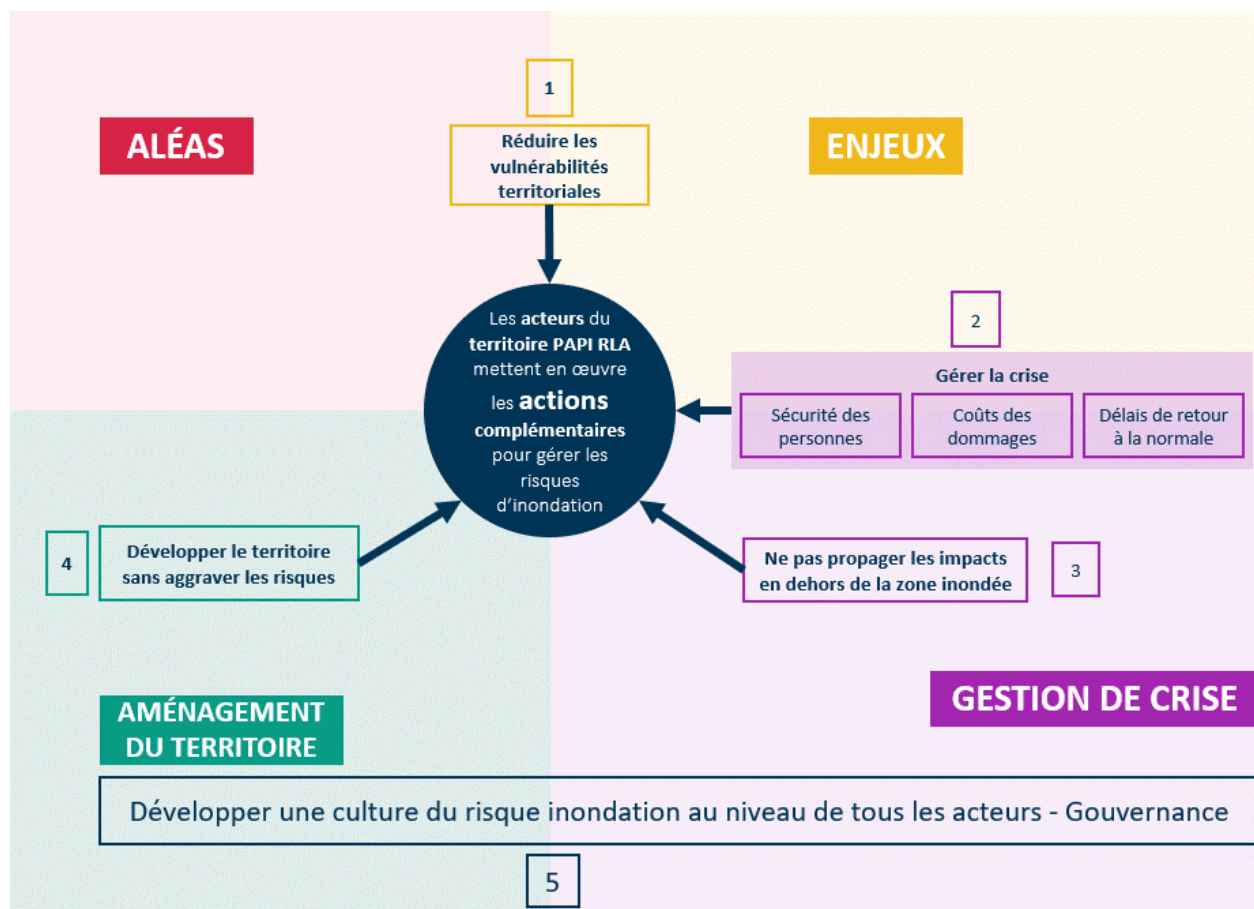 1
ALÉAS
Réduire les
vulnérabilités
territoriales
ENJEUX
Les acteurs du
territoire PAPI RLA
mettent en œuvre
les actions
complémentaires
pour gérer les
risques
d’inondation
2
Gérer la crise
Sécurité des
personnes
Coûts des
dommages
Délais de retour
à la normale
4
Développer le territoire
sans aggraver les risques
Ne pas propager les impacts
en dehors de la zone inondée
3
AMÉNAGEMENT
DU TERRITOIRE
GESTION DE CRISE
Développer une culture du risque inondation au niveau de tous les acteurs - Gouvernance
5